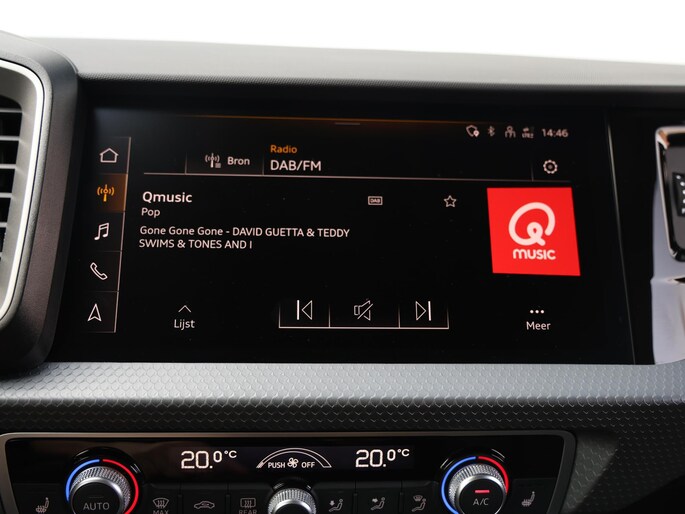 14:46
Radio
Bron
DAB/FM
Qmusic
DAB
Pop
Gone Gone Gone - DAVID GUETTA & TEDDY
SWIMS & TONES AND I
Q
MUSIC
Lijst
Meer
20.0°C
PUSH OFF
20.0°C
AUTO
MAX
REAR
A/C